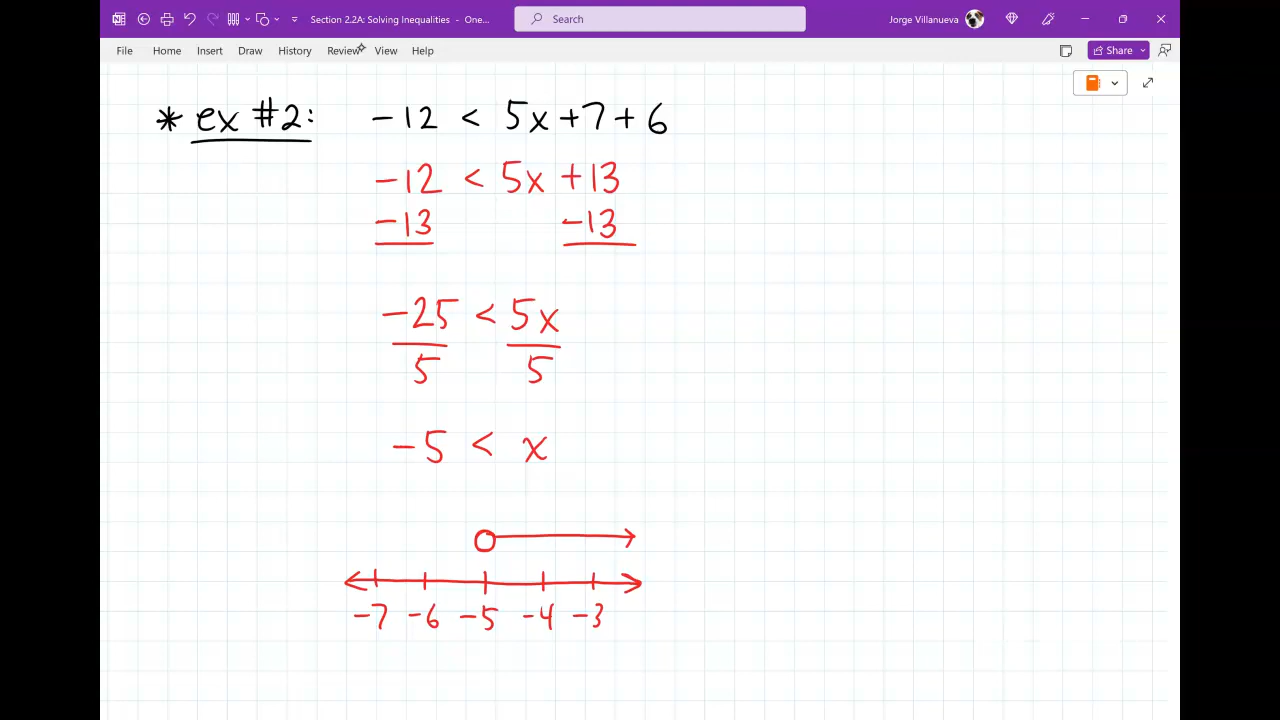 Section 2.2A: Solving Inequalities - One...
Search
Jorge Villanueva
File Home Insert Draw History Review View Help
Share
* ex #2: -12 < 5x+7+6
-12 < 5x +13
-13 -13
-25 < 5x
5 5
-5 < x
-7 -6 -5 -4 -3